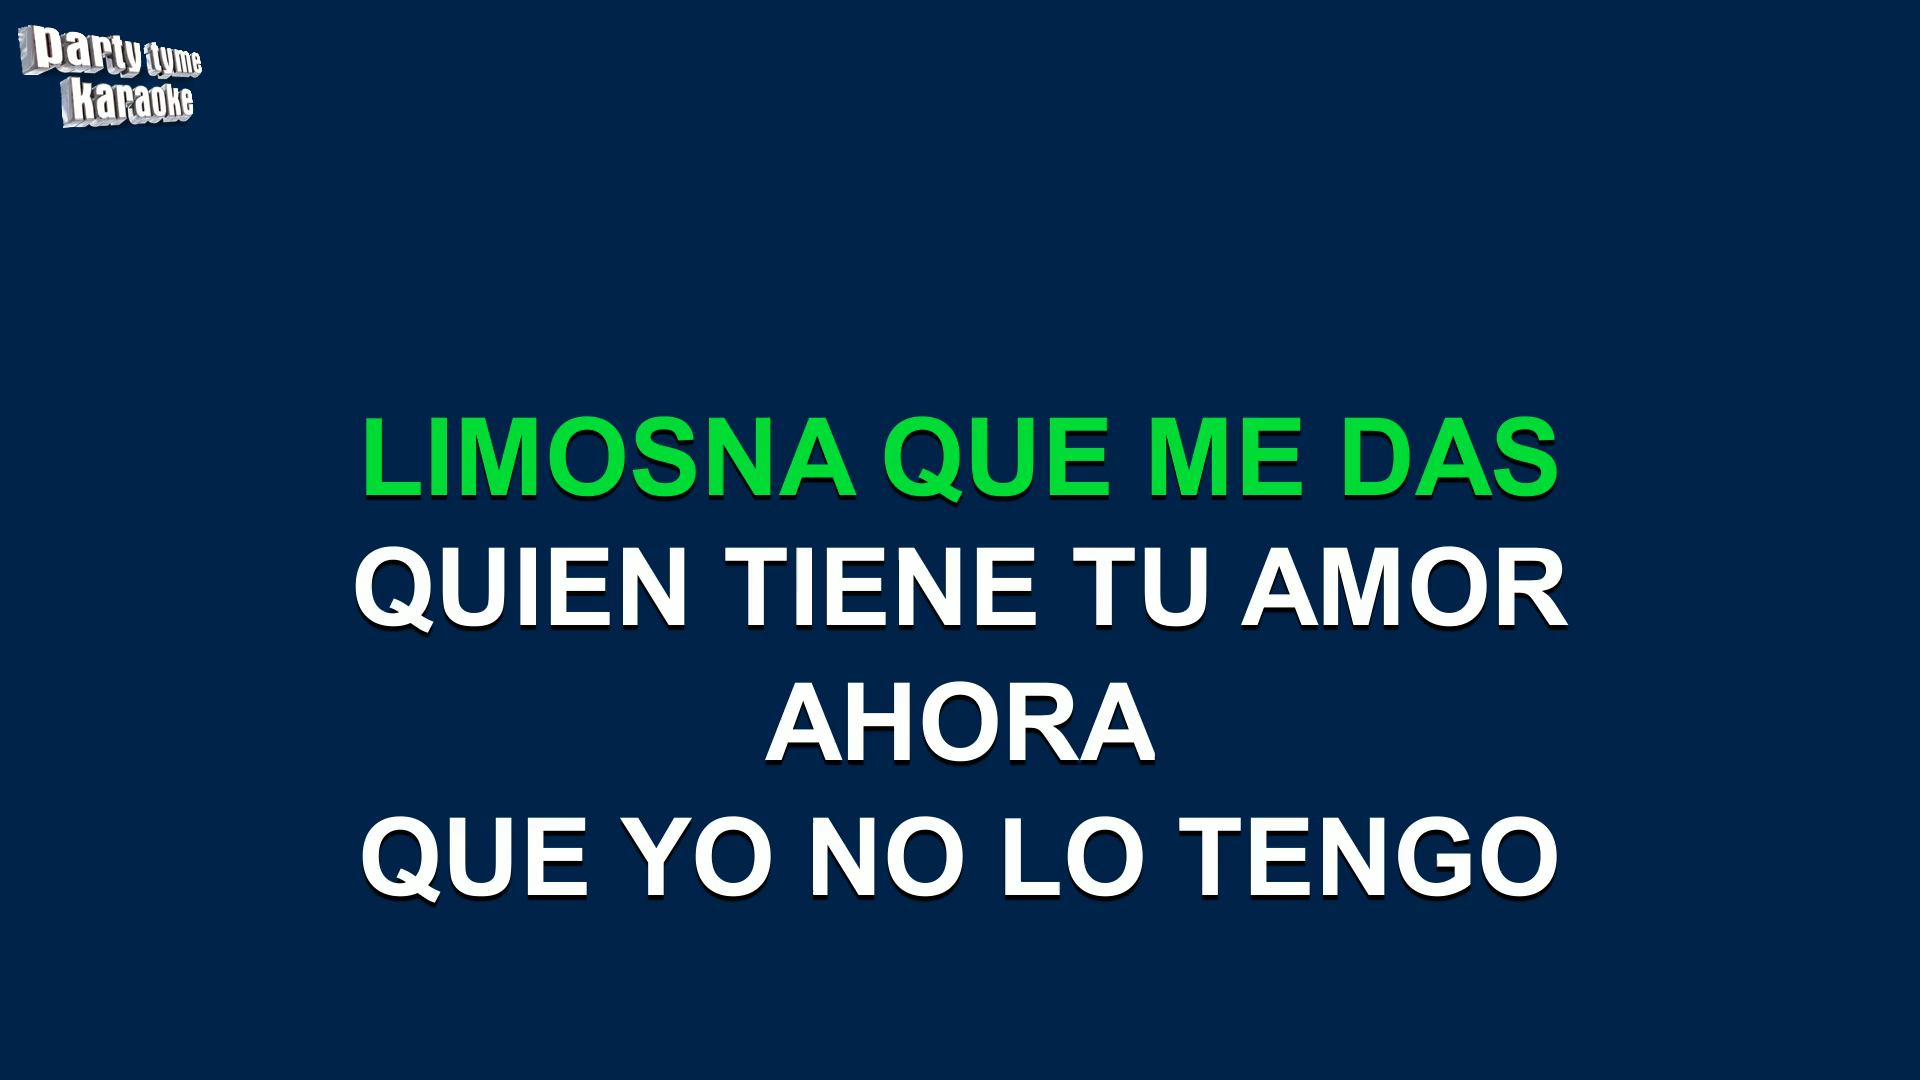 party tyme
karaoke
LIMOSNA QUE ME DAS
QUIEN TIENE TU AMOR
AHORA
QUE YO NO LO TENGO